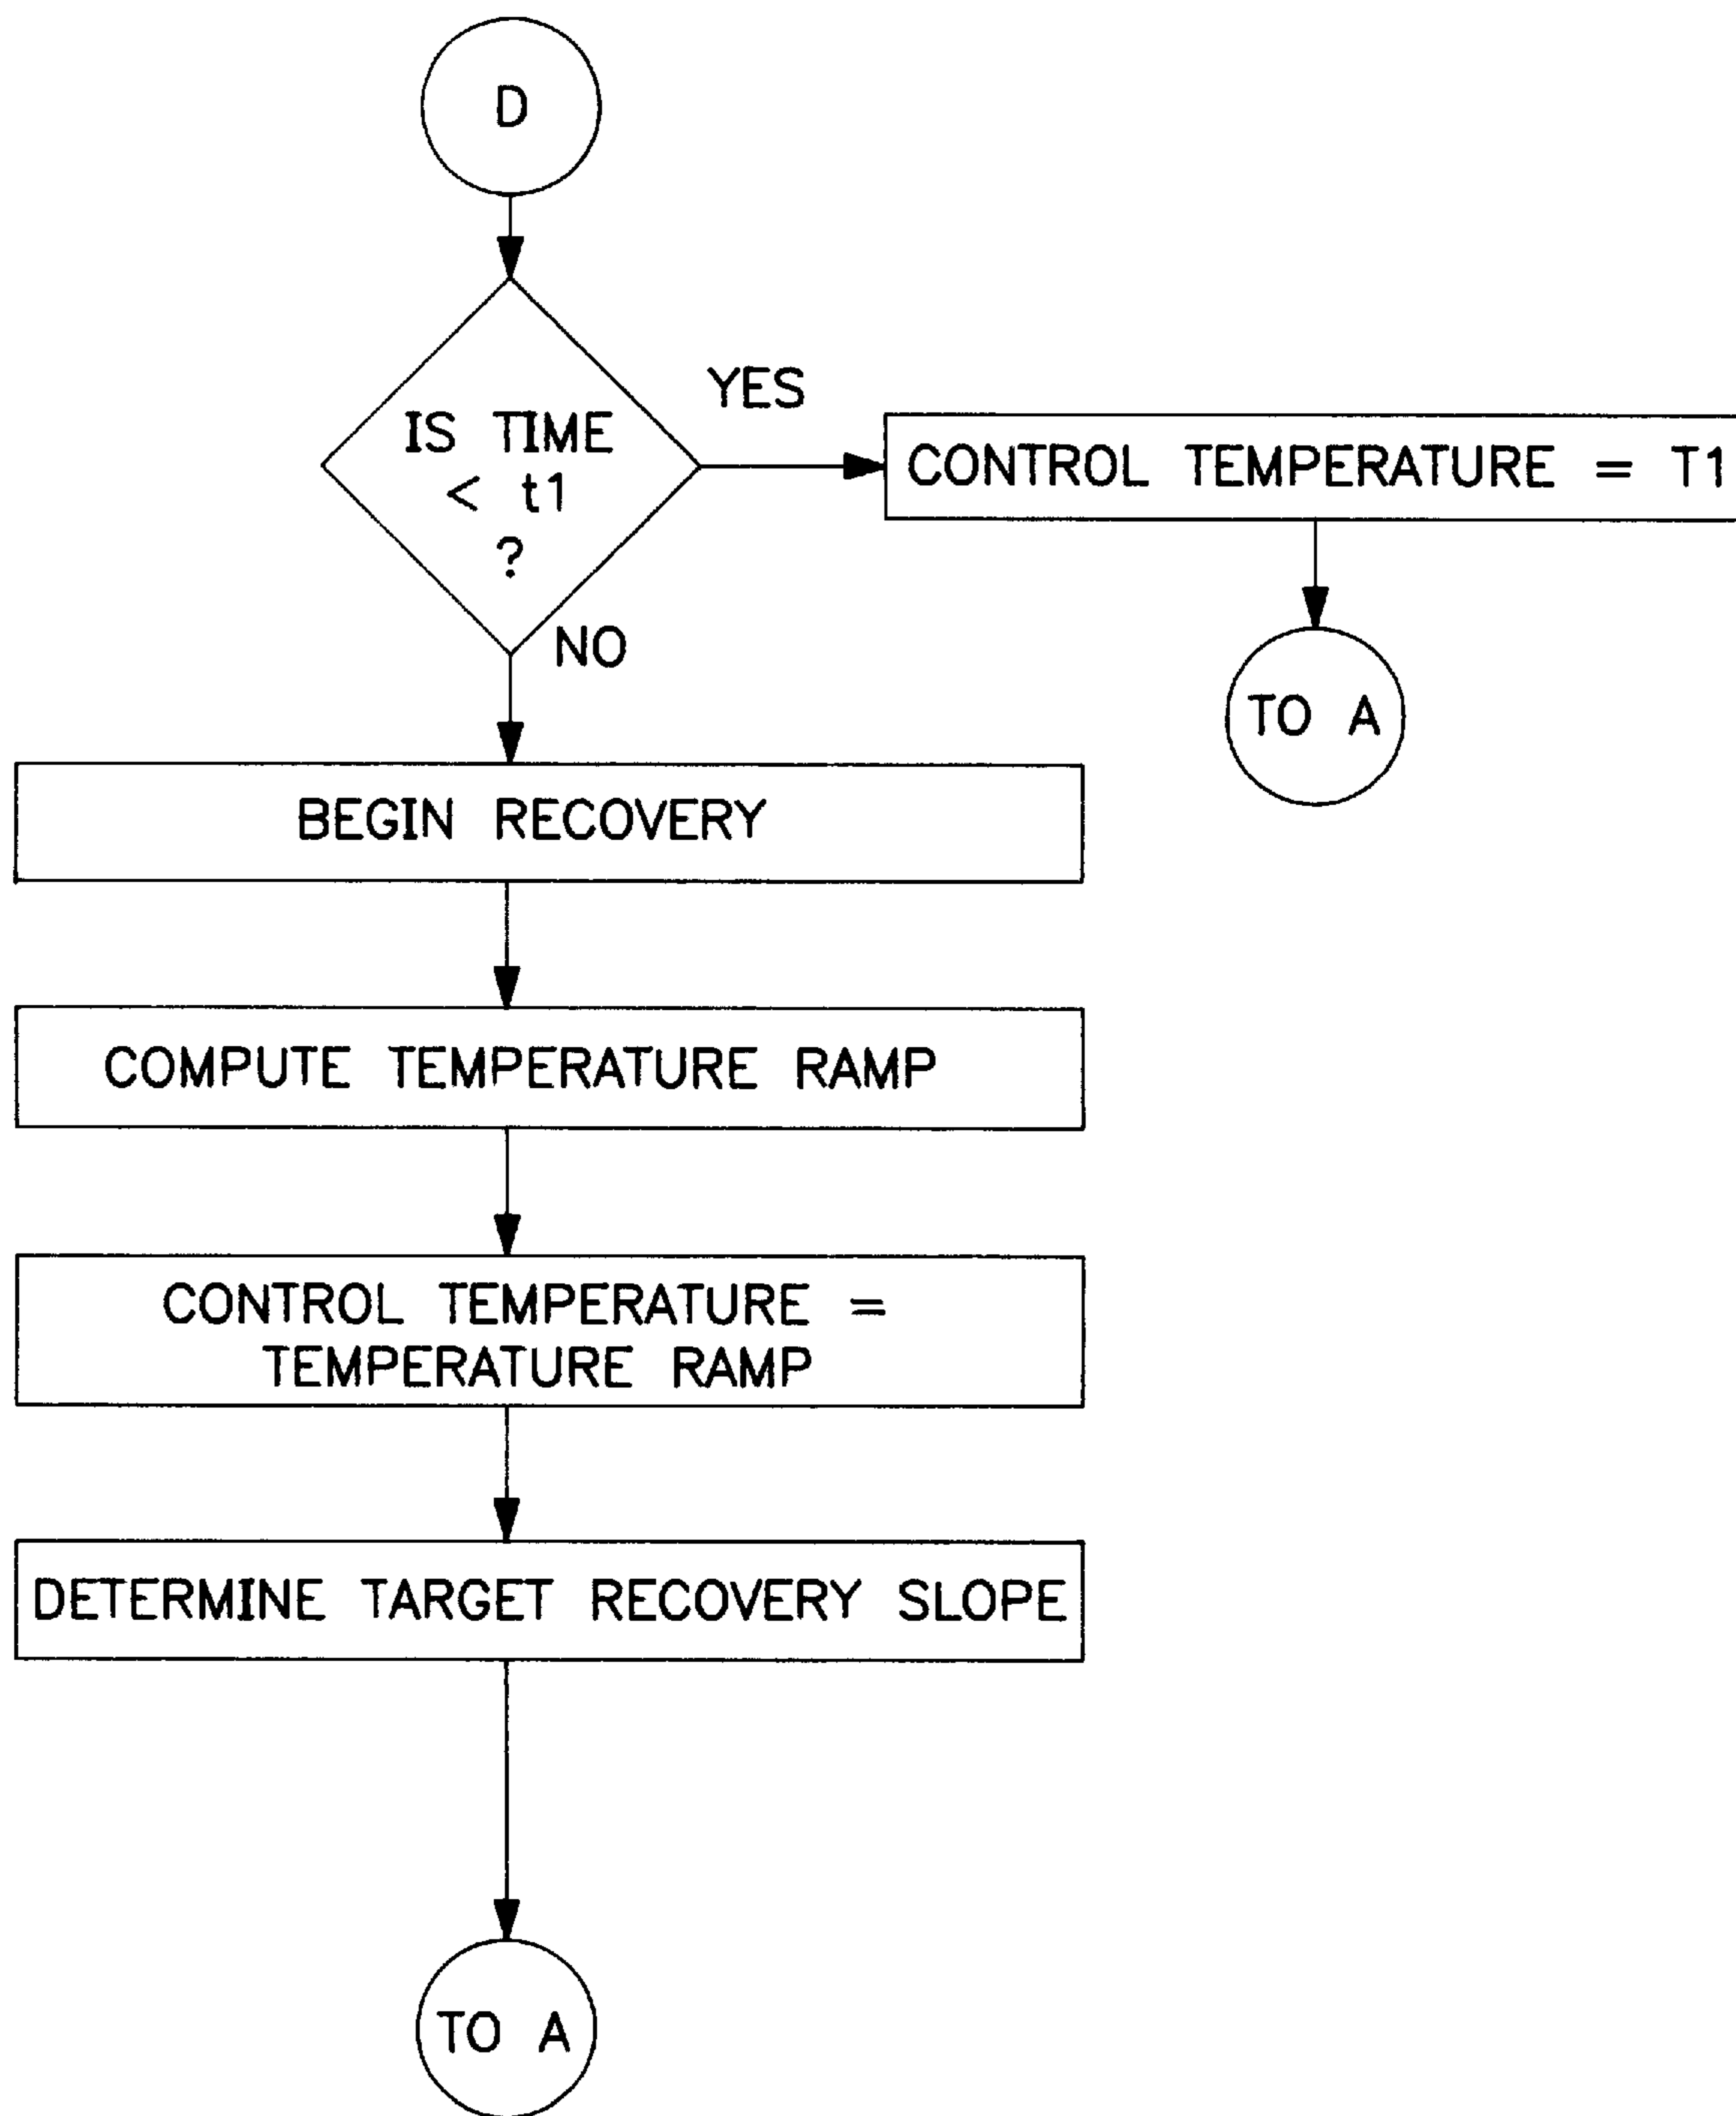 D
IS TIME
< t1
?
YES
CONTROL TEMPERATURE = T1
NO
TO A
BEGIN RECOVERY
COMPUTE TEMPERATURE RAMP
CONTROL TEMPERATURE =
TEMPERATURE RAMP
DETERMINE TARGET RECOVERY SLOPE
TO A